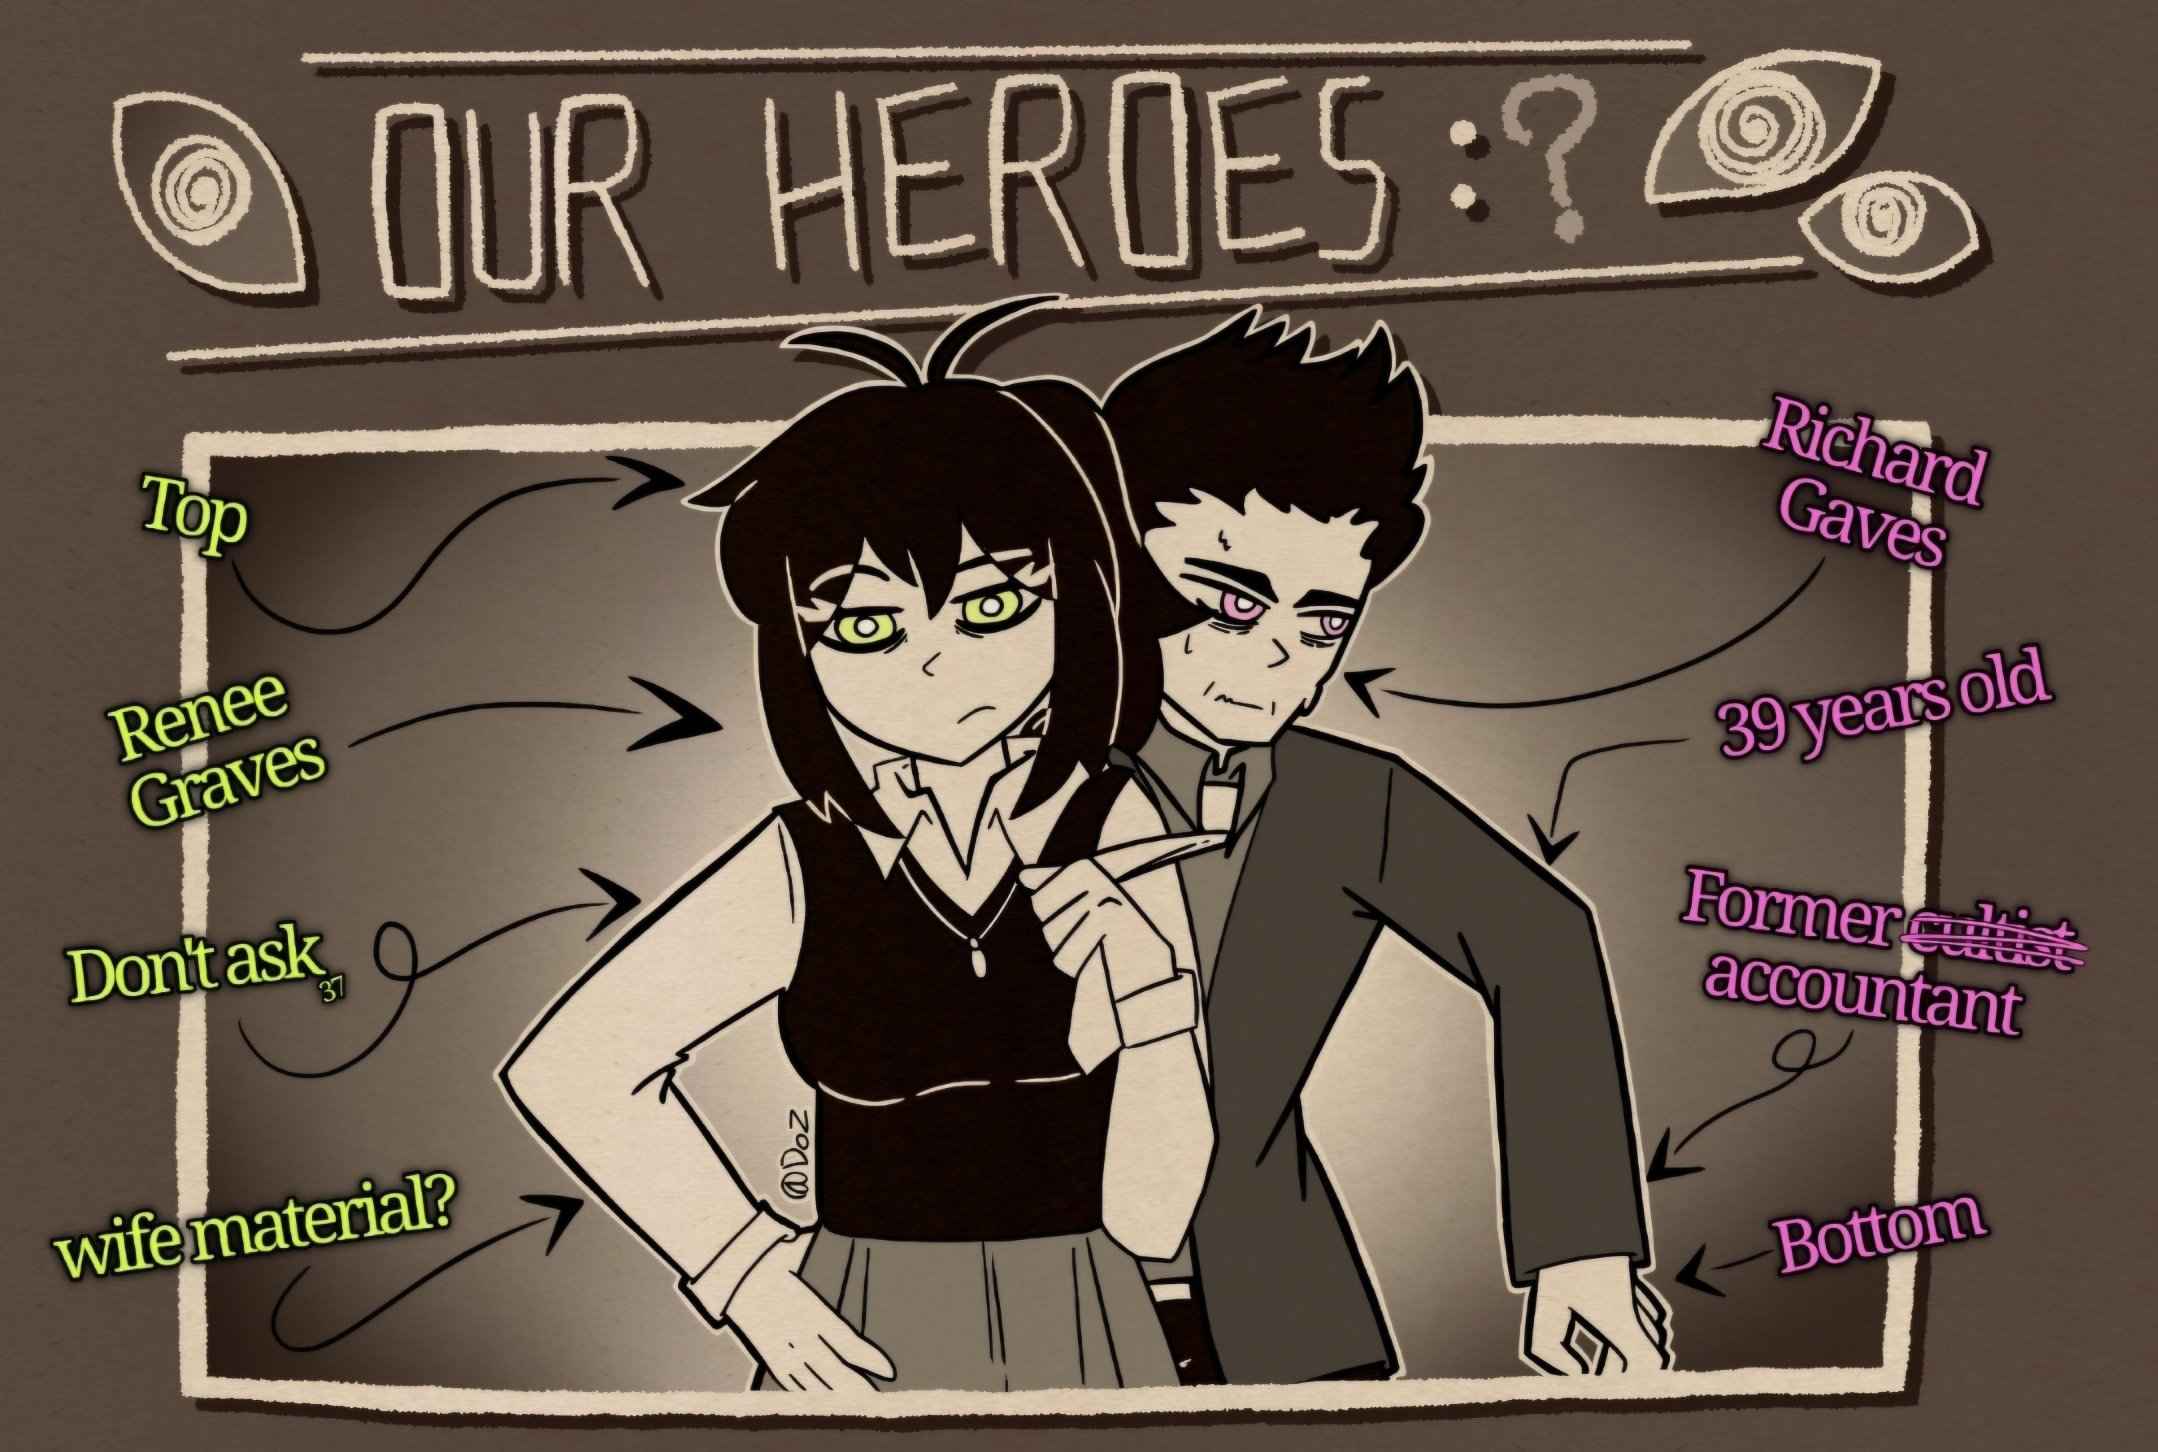 OUR HEROES:?
Top
Renee
Graves
Don't ask
37
wife material?
Richard
Gaves
39 years old
Former cultist
accountant
Bottom
@DOZ